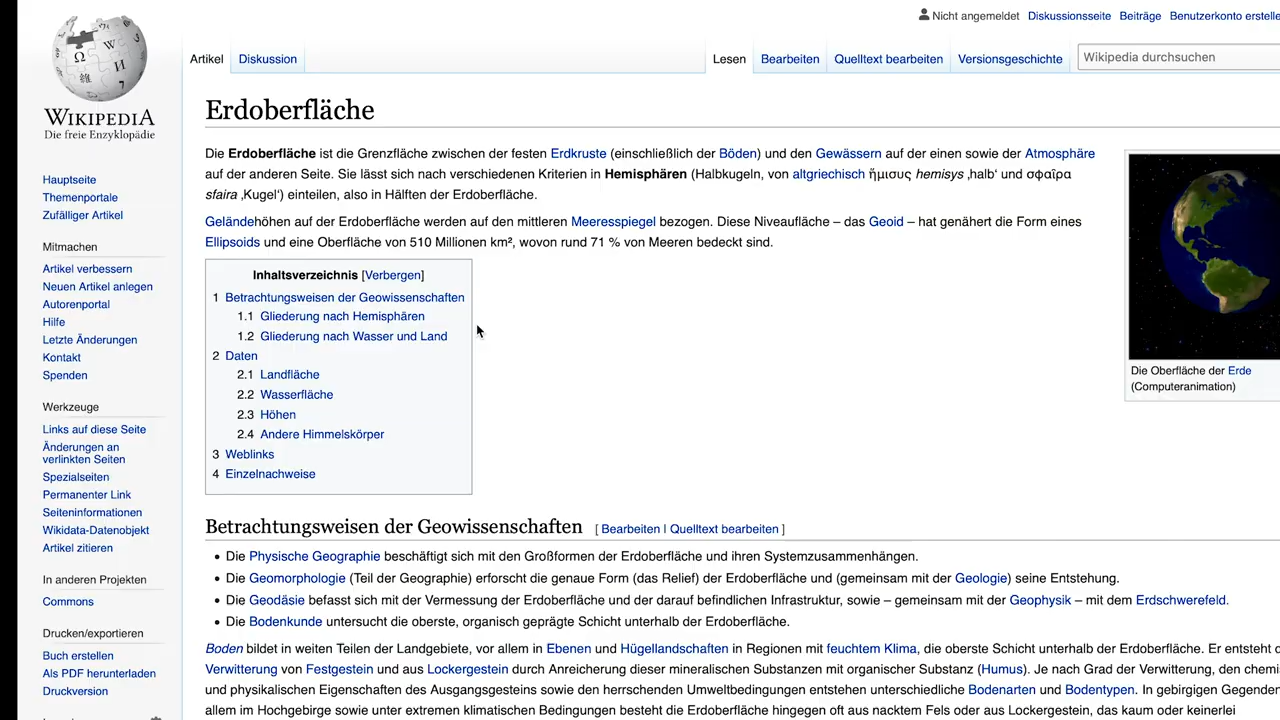 Nicht angemeldet Diskussionsseite Beiträge Benutzerkonto erstelle
Artikel Diskussion Lesen Bearbeiten Quelltext bearbeiten Versionsgeschichte Wikipedia durchsuchen
WIKIPEDIA
Die freie Enzyklopädie
Hauptseite
Themenportale
Zufälliger Artikel
Mitmachen
Artikel verbessern
Neuen Artikel anlegen
Autorenportal
Hilfe
Letzte Änderungen
Kontakt
Spenden
Werkzeuge
Links auf diese Seite
Änderungen an
verlinkten Seiten
Spezialseiten
Permanenter Link
Seiteninformationen
Wikidata-Datenobjekt
Artikel zitieren
In anderen Projekten
Commons
Drucken/exportieren
Buch erstellen
Als PDF herunterladen
Druckversion
Erdoberfläche
Die Erdoberfläche ist die Grenzfläche zwischen der festen Erdkruste (einschließlich der Böden) und den Gewässern auf der einen sowie der Atmosphäre
auf der anderen Seite. Sie lässt sich nach verschiedenen Kriterien in Hemisphären (Halbkugeln, von altgriechisch ἥμισυς hemisys ‚halb‘ und σφαῖρα
sfaira ‚Kugel‘) einteilen, also in Hälften der Erdoberfläche.
Geländehöhen auf der Erdoberfläche werden auf den mittleren Meeresspiegel bezogen. Diese Niveaufläche – das Geoid – hat genähert die Form eines
Ellipsoids und eine Oberfläche von 510 Millionen km², wovon rund 71 % von Meeren bedeckt sind.
Inhaltsverzeichnis [Verbergen]
1 Betrachtungsweisen der Geowissenschaften
1.1 Gliederung nach Hemisphären
1.2 Gliederung nach Wasser und Land
2 Daten
2.1 Landfläche
2.2 Wasserfläche
2.3 Höhen
2.4 Andere Himmelskörper
3 Weblinks
4 Einzelnachweise
Die Oberfläche der Erde
(Computeranimation)
Betrachtungsweisen der Geowissenschaften [ Bearbeiten | Quelltext bearbeiten ]
• Die Physische Geographie beschäftigt sich mit den Großformen der Erdoberfläche und ihren Systemzusammenhängen.
• Die Geomorphologie (Teil der Geographie) erforscht die genaue Form (das Relief) der Erdoberfläche und (gemeinsam mit der Geologie) seine Entstehung.
• Die Geodäsie befasst sich mit der Vermessung der Erdoberfläche und der darauf befindlichen Infrastruktur, sowie – gemeinsam mit der Geophysik – mit dem Erdschwerefeld.
• Die Bodenkunde untersucht die oberste, organisch geprägte Schicht unterhalb der Erdoberfläche.
Boden bildet in weiten Teilen der Landgebiete, vor allem in Ebenen und Hügellandschaften in Regionen mit feuchtem Klima, die oberste Schicht unterhalb der Erdoberfläche. Er entsteht d
Verwitterung von Festgestein und aus Lockergestein durch Anreicherung dieser mineralischen Substanzen mit organischer Substanz (Humus). Je nach Grad der Verwitterung, den chemi
und physikalischen Eigenschaften des Ausgangsgesteins sowie den herrschenden Umweltbedingungen entstehen unterschiedliche Bodenarten und Bodentypen. In gebirgigen Gegenden
allem im Hochgebirge sowie unter extremen klimatischen Bedingungen besteht die Erdoberfläche hingegen oft aus nacktem Fels oder aus Lockergestein, das kaum oder keinerlei